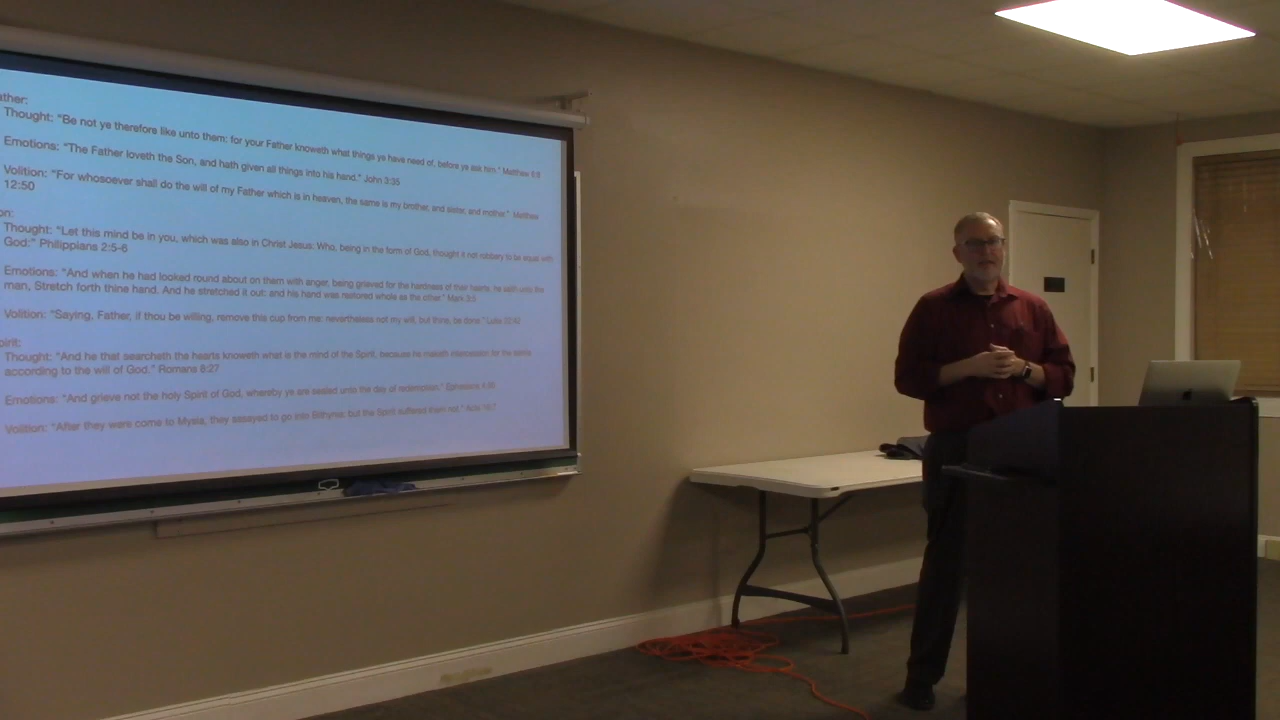 ather:
Thought: "Be not ye therefore like unto them: for your Father knoweth what things ye have need of, before ye ask him." Matthew 6:8
Emotions: "The Father loveth the Son, and hath given all things into his hand." John 3:35
Volition: "For whosoever shall do the will of my Father which is in heaven, the same is my brother, and sister, and mother." Matthew
12:50
on:
Thought: "Let this mind be in you, which was also in Christ Jesus: Who, being in the form of God, thought it not robbery to be equal with
God:" Philippians 2:5-6
Emotions: "And when he had looked round about on them with anger, being grieved for the hardness of their hearts, he saith unto the
man, Stretch forth thine hand. And he stretched it out: and his hand was restored whole as the other." Mark 3:5
Volition: "Saying, Father, if thou be willing, remove this cup from me: nevertheless not my will, but thine, be done." Luke 22:42
pirit:
Thought: "And he that searcheth the hearts knoweth what is the mind of the Spirit, because he maketh intercession for the saints
according to the will of God." Romans 8:27
Emotions: "And grieve not the holy Spirit of God, whereby ye are sealed unto the day of redemption." Ephesians 4:30
Volition: "After they were come to Mysia, they assayed to go into Bithynia: but the Spirit suffered them not." Acts 16:7